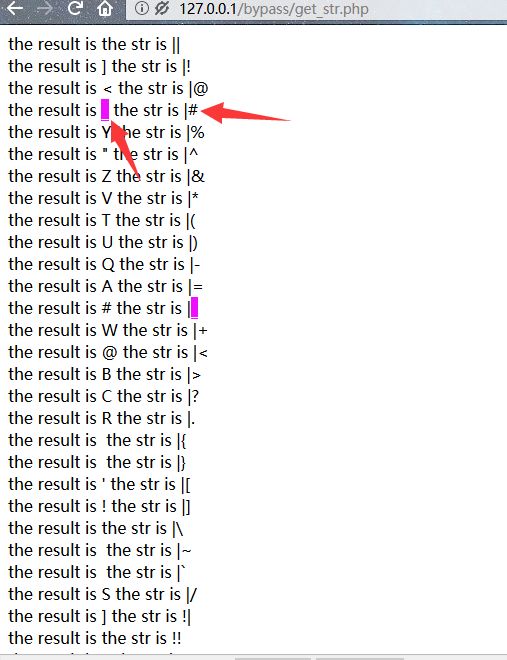 127.0.0.1/bypass/get_str.php
the result is the str is ||
the result is ] the str is |!
the result is < the str is |@
the result is _ the str is |#
the result is Y the str is |%
the result is " the str is |^
the result is Z the str is |&
the result is V the str is |*
the result is T the str is |(
the result is U the str is |)
the result is Q the str is |-
the result is A the str is |=
the result is # the str is |_
the result is W the str is |+
the result is @ the str is |<
the result is B the str is |>
the result is C the str is |?
the result is R the str is |.
the result is the str is |{
the result is the str is |}
the result is ' the str is |[
the result is ! the str is |]
the result is the str is |\
the result is the str is |~
the result is the str is |`
the result is S the str is |/
the result is ] the str is !|
the result is the str is !!